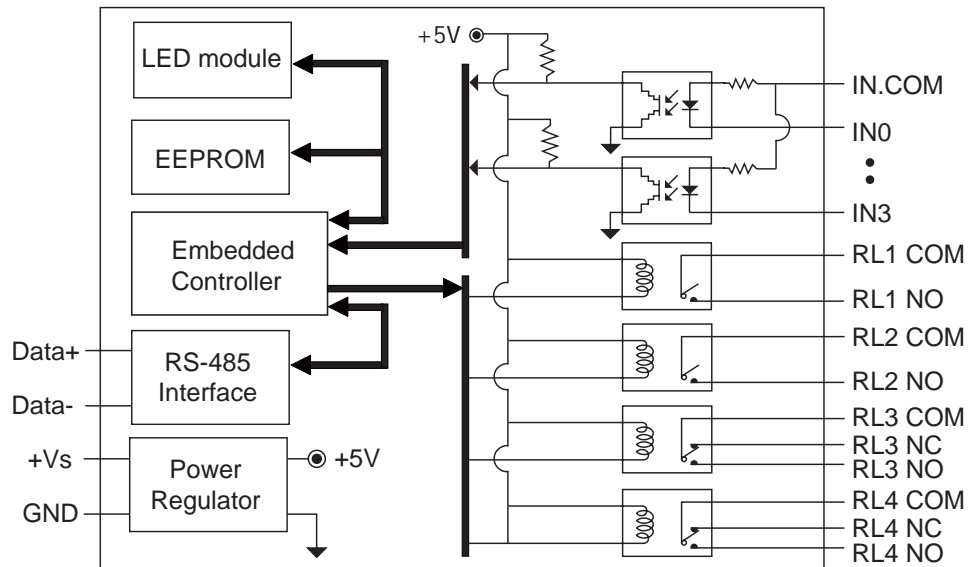 LED module
EEPROM
Embedded
Controller
RS-485
Interface
Power
Regulator
Data+
Data-
+Vs
GND
+5V
+5V
IN.COM
IN0
IN3
RL1 COM
RL1 NO
RL2 COM
RL2 NO
RL3 COM
RL3 NC
RL3 NO
RL4 COM
RL4 NC
RL4 NO